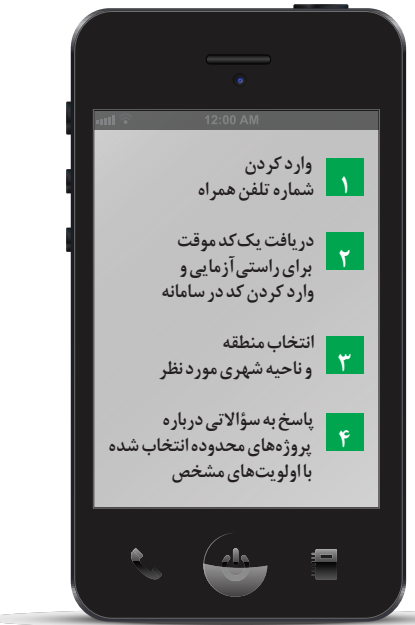 12:00 AM
۱
وارد کردن
شماره تلفن همراه
۲
دریافت یک کد موقت
برای راستی‌آزمایی و
وارد کردن کد در سامانه
۳
انتخاب منطقه
و ناحیه شهری مورد نظر
۴
پاسخ به سؤالاتی درباره
پروژه‌های محدوده انتخاب شده
با اولویت‌های مشخص